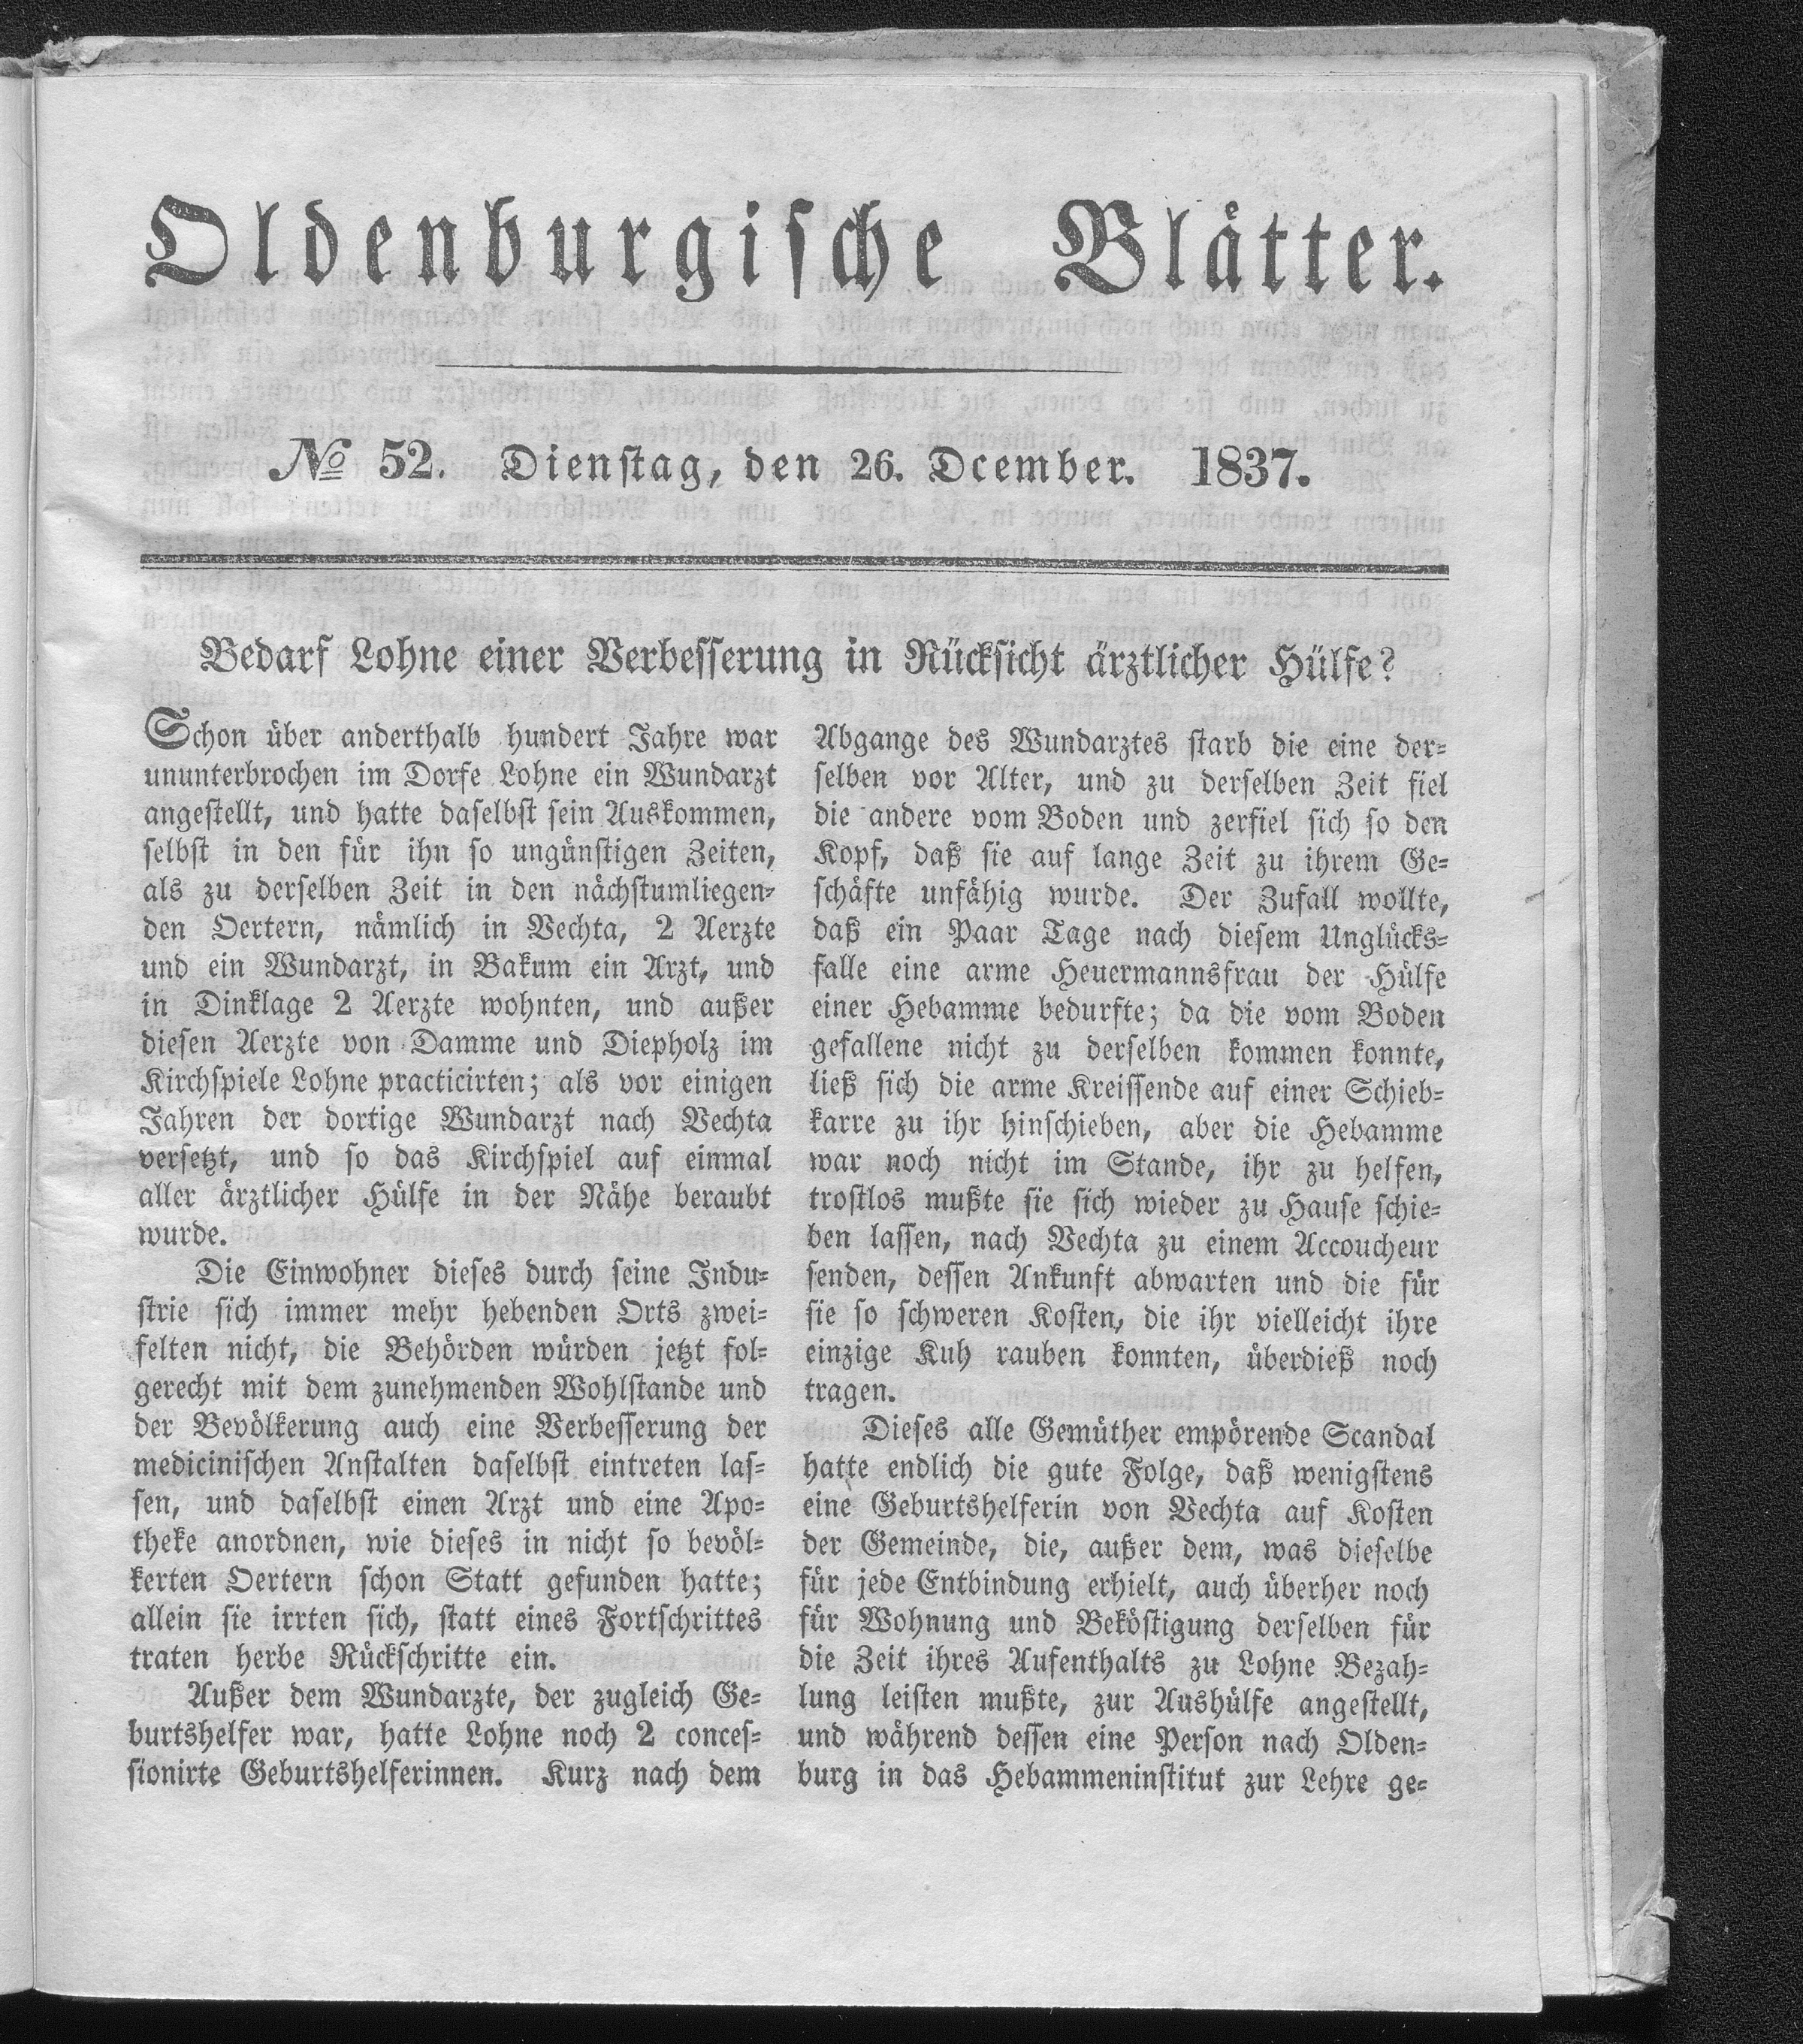 Oldenburgische Blätter.
№ 52. Dienstag, den 26. Dcember. 1837.
Bedarf Lohne einer Verbesserung in Rücksicht ärztlicher Hülfe?
Schon über anderthalb hundert Jahre war
ununterbrochen im Dorfe Lohne ein Wundarzt
angestellt, und hatte daselbst sein Auskommen,
selbst in den für ihn so ungünstigen Zeiten,
als zu derselben Zeit in den nächstumliegen-
den Oertern, nämlich in Vechta, 2 Aerzte
und ein Wundarzt, in Bakum ein Arzt, und
in Dinklage 2 Aerzte wohnten, und außer
diesen Aerzte von Damme und Diepholz im
Kirchspiele Lohne practicirten; als vor einigen
Jahren der dortige Wundarzt nach Vechta
versetzt, und so das Kirchspiel auf einmal
aller ärztlicher Hülfe in der Nähe beraubt
wurde.
Die Einwohner dieses durch seine Indu-
strie sich immer mehr hebenden Orts zwei-
felten nicht, die Behörden würden jetzt fol-
gerecht mit dem zunehmenden Wohlstande und
der Bevölkerung auch eine Verbesserung der
medicinischen Anstalten daselbst eintreten las-
sen, und daselbst einen Arzt und eine Apo-
theke anordnen, wie dieses in nicht so bevöl-
kerten Oertern schon Statt gefunden hatte;
allein sie irrten sich, statt eines Fortschrittes
traten herbe Rückschritte ein.
Außer dem Wundarzte, der zugleich Ge-
burtshelfer war, hatte Lohne noch 2 conces-
sionirte Geburtshelferinnen. Kurz nach dem
Abgange des Wundarztes starb die eine der-
selben vor Alter, und zu derselben Zeit fiel
die andere vom Boden und zerfiel sich so den
Kopf, daß sie auf lange Zeit zu ihrem Ge-
schäfte unfähig wurde. Der Zufall wollte,
daß ein Paar Tage nach diesem Unglücks-
falle eine arme Heuermannsfrau der Hülfe
einer Hebamme bedurfte; da die vom Boden
gefallene nicht zu derselben kommen konnte,
ließ sich die arme Kreissende auf einer Schieb-
karre zu ihr hinschieben, aber die Hebamme
war noch nicht im Stande, ihr zu helfen,
trostlos mußte sie sich wieder zu Hause schie-
ben lassen, nach Vechta zu einem Accoucheur
senden, dessen Ankunft abwarten und die für
sie so schweren Kosten, die ihr vielleicht ihre
einzige Kuh rauben konnten, überdieß noch
tragen.
Dieses alle Gemüther empörende Scandal
hatte endlich die gute Folge, daß wenigstens
eine Geburtshelferin von Vechta auf Kosten
der Gemeinde, die, außer dem, was dieselbe
für jede Entbindung erhielt, auch überher noch
für Wohnung und Beköstigung derselben für
die Zeit ihres Aufenthalts zu Lohne Bezah-
lung leisten mußte, zur Aushülfe angestellt,
und während dessen eine Person nach Olden-
burg in das Hebammeninstitut zur Lehre ge-